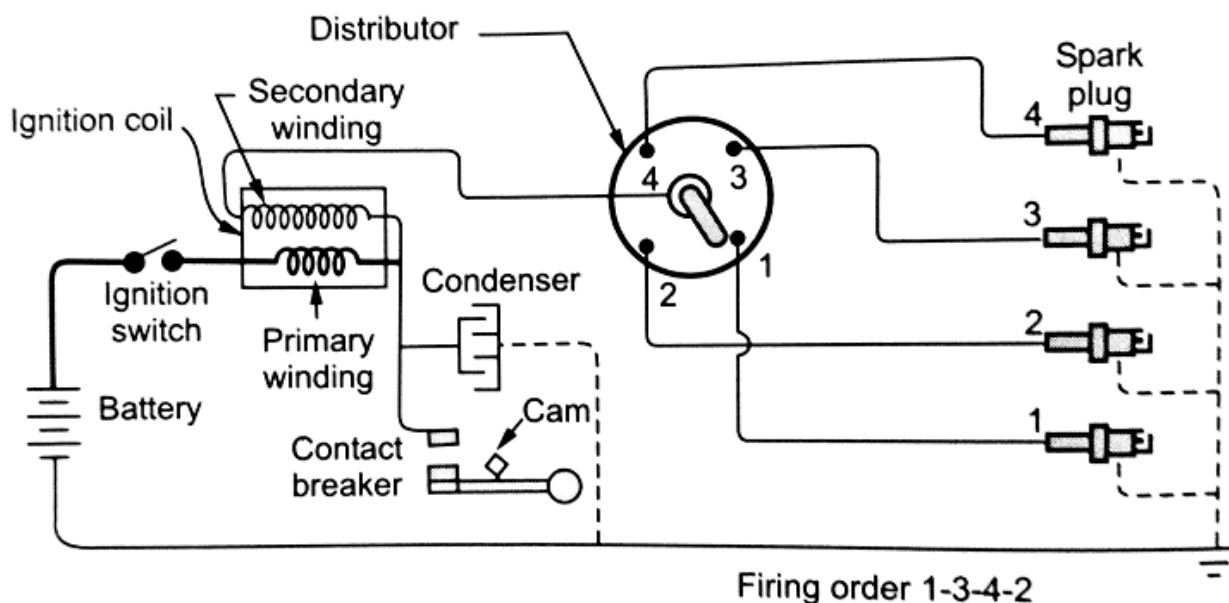 Distributor
Spark
plug
Secondary
winding
Ignition coil
4
3
2
1
4
3
2
1
Ignition
switch
Condenser
Primary
winding
Battery
Cam
Contact
breaker
Firing order 1-3-4-2